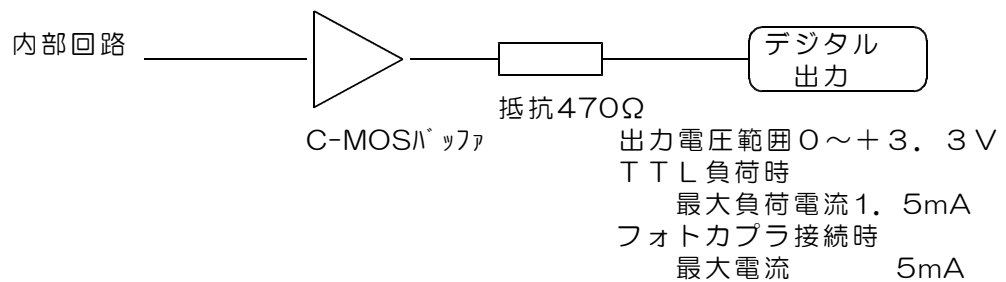 内部回路
デジタル
出力
抵抗470Ω
C-MOSﾊﾞｯﾌｧ
出力電圧範囲0～＋3．3V
TTL負荷時
最大負荷電流1．5mA
フォトカプラ接続時
最大電流 5mA